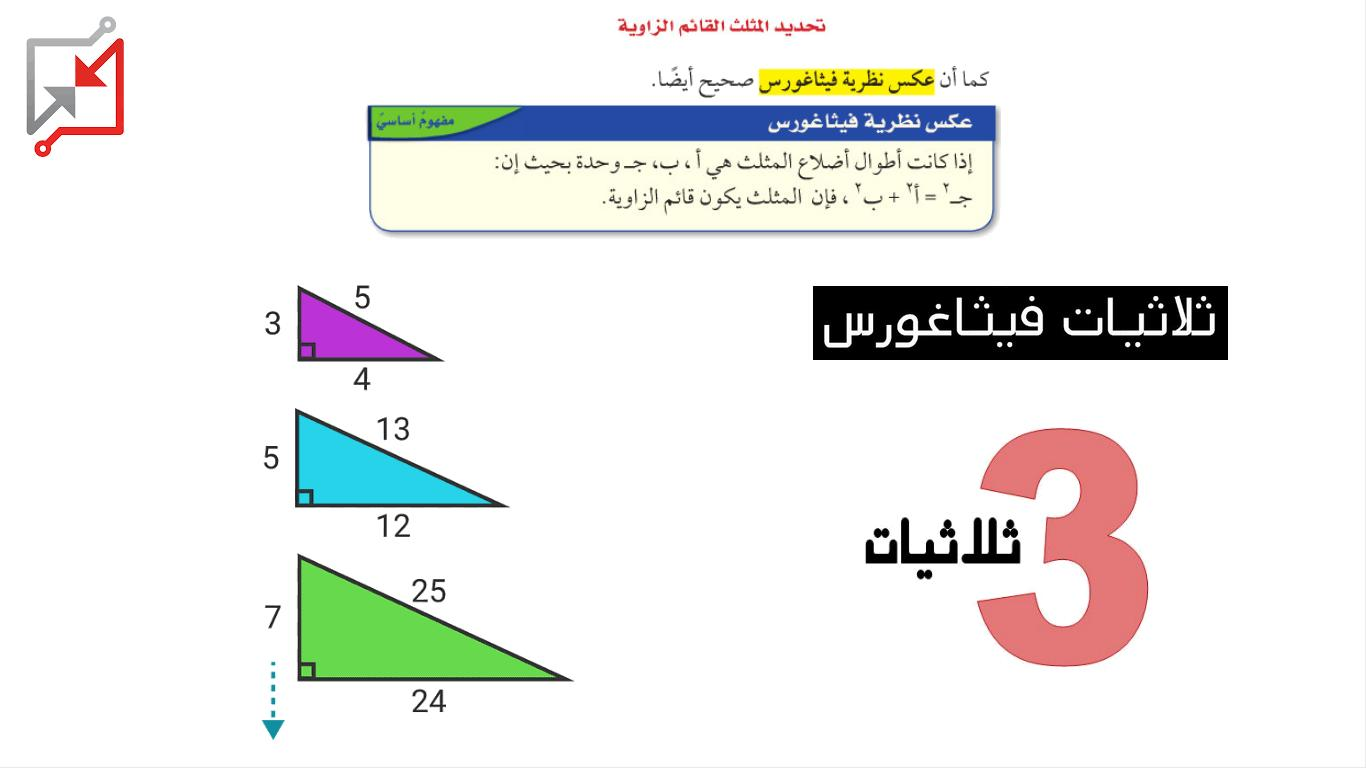 تحديد المثلث القائم الزاوية
كما أن عكس نظرية فيثاغورس صحيح أيضًا.
عكس نظرية فيثاغورس
مفهومٌ أساسيٌ
إذا كانت أطوال أضلاع المثلث هي أ ، ب، جـ وحدة بحيث إن:
جـ٢ = أ٢ + ب٢ ، فإن المثلث يكون قائم الزاوية.
ثلاثيات فيثاغورس
3
ثلاثيات
5
3
4
13
5
12
25
7
24